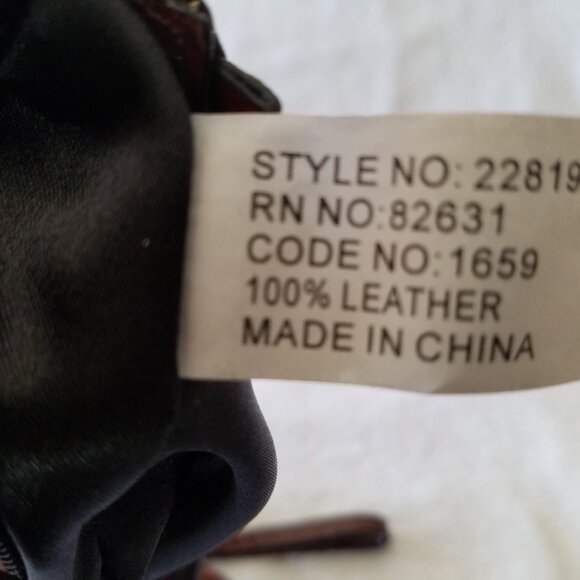 STYLE NO: 22819
RN NO:82631
CODE NO:1659
100% LEATHER
MADE IN CHINA